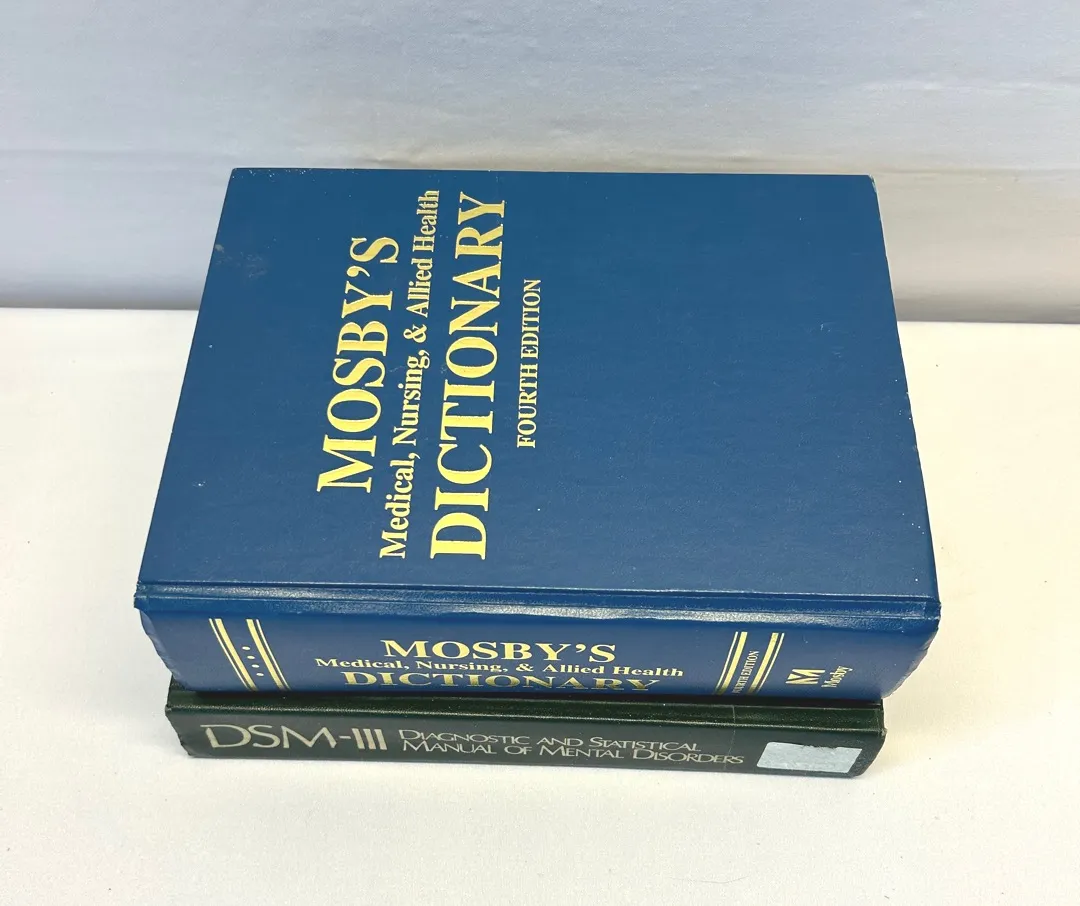 MOSBY'S
Medical, Nursing, & Allied Health
DICTIONARY
FOURTH EDITION
MOSBY'S
Medical, Nursing, & Allied Health
DICTIONARY
FOURTH EDITION
Mosby
DSM-III
DIAGNOSTIC AND STATISTICAL
MANUAL OF MENTAL DISORDERS